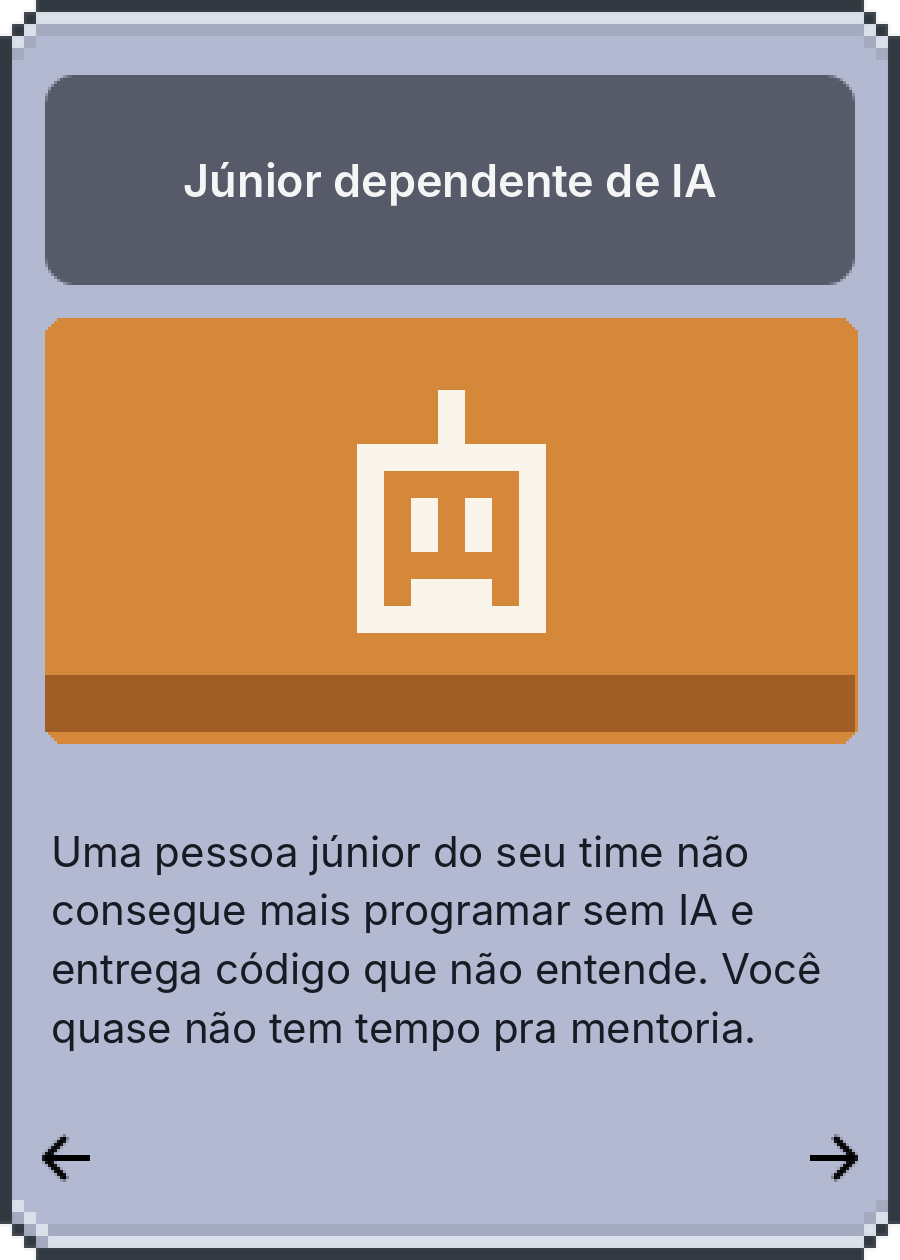 Júnior dependente de IA
Uma pessoa júnior do seu time não
consegue mais programar sem IA e
entrega código que não entende. Você
quase não tem tempo pra mentoria.